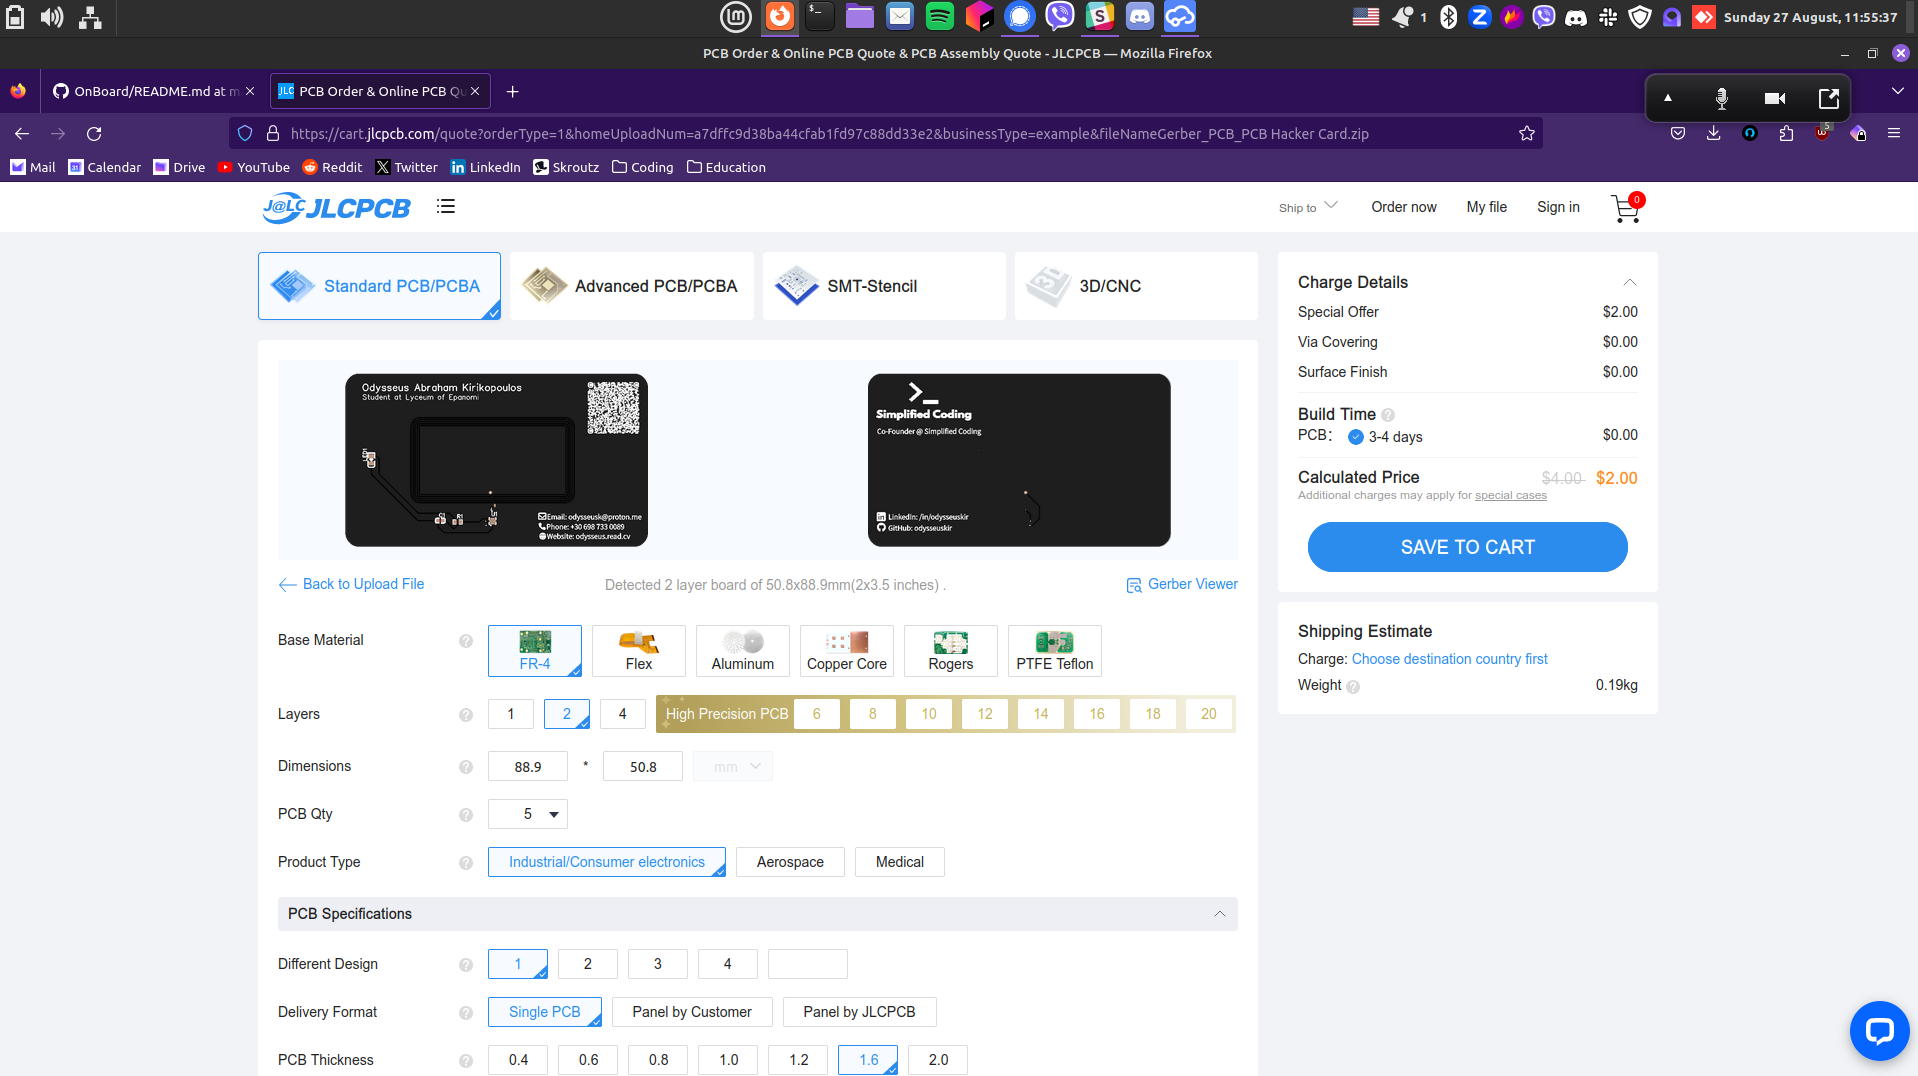 1
Sunday 27 August, 11:55:37
PCB Order & Online PCB Quote & PCB Assembly Quote - JLCPCB — Mozilla Firefox
OnBoard/README.md at m
JLC PCB Order & Online PCB Qu
https://cart.jlcpcb.com/quote?orderType=1&homeUploadNum=a7dffc9d38ba44cfab1fd97c88dd33e2&businessType=example&fileNameGerber_PCB_PCB Hacker Card.zip
5
Mail Calendar Drive YouTube Reddit Twitter LinkedIn Skroutz Coding Education
J@LC JLCPCB
Ship to Order now My file Sign in 0
Standard PCB/PCBA Advanced PCB/PCBA SMT-Stencil 3D/CNC
Odysseus Abraham Kirikopoulos
Student at Lyceum of Epanomi
C1 R1
Email: odysseusk@proton.me
Phone: +30 698 733 0089
Website: odysseus.read.cv
Simplified Coding
Co-Founder @ Simplified Coding
LinkedIn: /in/odysseuskir
GitHub: odysseuskir
Back to Upload File
Detected 2 layer board of 50.8x88.9mm(2x3.5 inches) .
Gerber Viewer
Base Material ? FR-4 Flex Aluminum Copper Core Rogers PTFE Teflon
Layers ? 1 2 4 High Precision PCB 6 8 10 12 14 16 18 20
Dimensions ? 88.9 * 50.8 mm
PCB Qty ? 5
Product Type ? Industrial/Consumer electronics Aerospace Medical
PCB Specifications
Different Design ? 1 2 3 4
Delivery Format ? Single PCB Panel by Customer Panel by JLCPCB
PCB Thickness ? 0.4 0.6 0.8 1.0 1.2 1.6 2.0
Charge Details
Special Offer $2.00
Via Covering $0.00
Surface Finish $0.00
Build Time ?
PCB: 3-4 days $0.00
Calculated Price $4.00 $2.00
Additional charges may apply for special cases
SAVE TO CART
Shipping Estimate
Charge: Choose destination country first
Weight ? 0.19kg